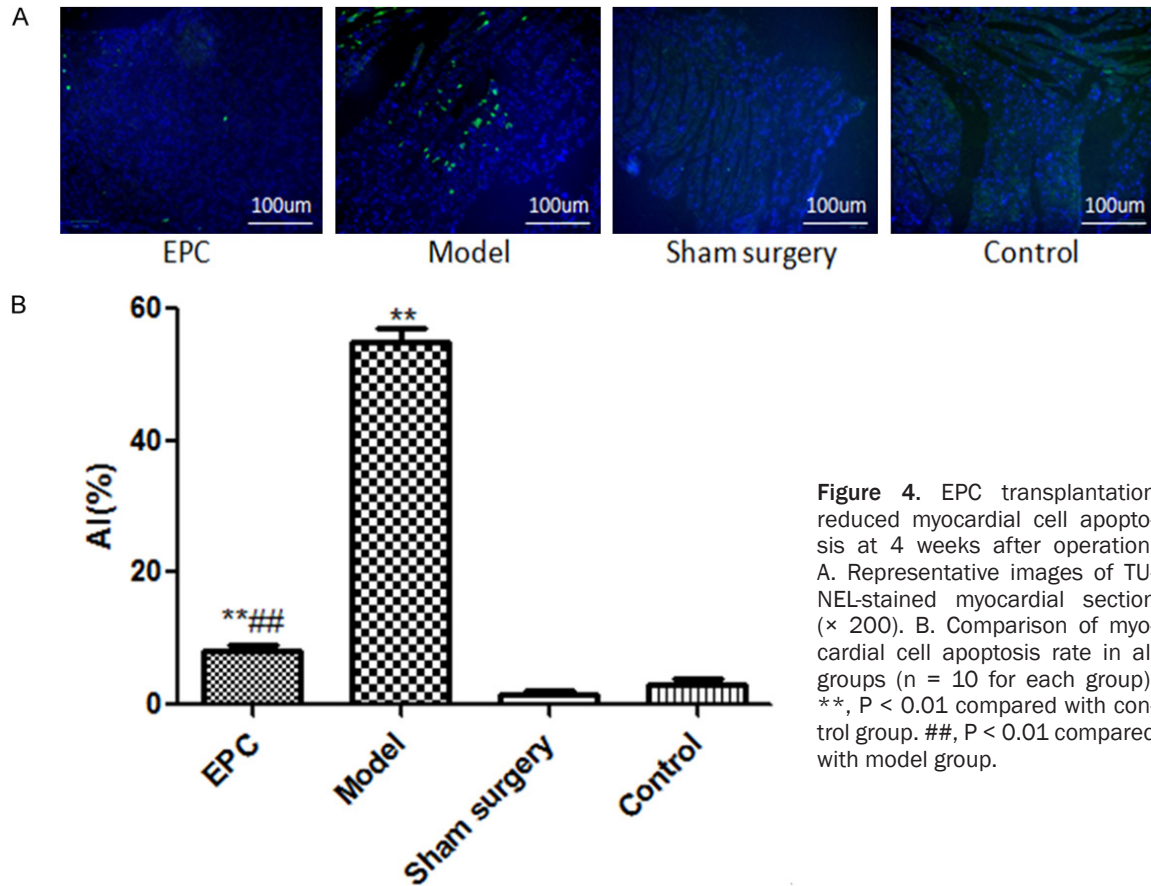 A
100um
100um
100um
100um
EPC
Model
Sham surgery
Control
B
60
40
20
0
AI(%)
**##
**
EPC
Model
Sham surgery
Control
Figure 4. EPC transplantation
reduced myocardial cell apopto-
sis at 4 weeks after operation
A. Representative images of TU-
NEL-stained myocardial section
(× 200). B. Comparison of myo-
cardial cell apoptosis rate in al
groups (n = 10 for each group)
**, P < 0.01 compared with con-
trol group. ##, P < 0.01 compared
with model group.